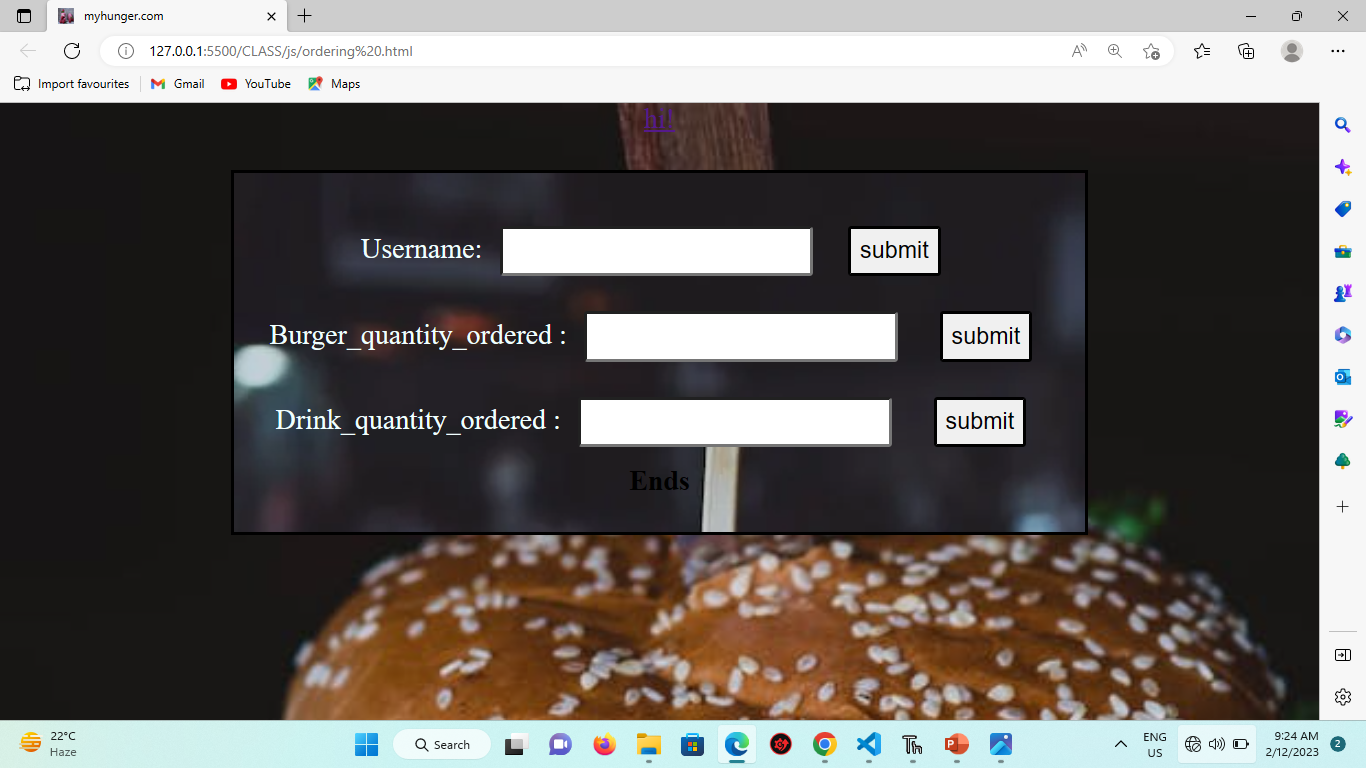 myhunger.com
127.0.0.1:5500/CLASS/js/ordering%20.html
Import favourites Gmail YouTube Maps
hi!
Username: submit
Burger_quantity_ordered : submit
Drink_quantity_ordered : submit
Ends
22°C
Haze
Search
ENG
US
9:24 AM
2/12/2023
2